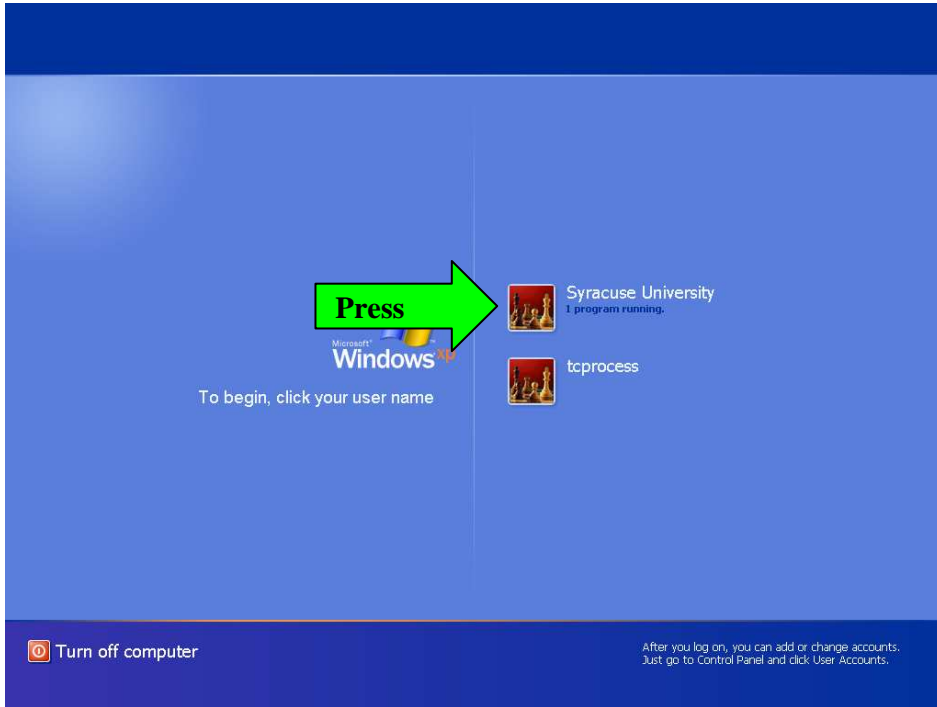 Press
Microsoft®
Windows xp
To begin, click your user name
Syracuse University
1 program running.
tcprocess
Turn off computer
After you log on, you can add or change accounts.
Just go to Control Panel and click User Accounts.